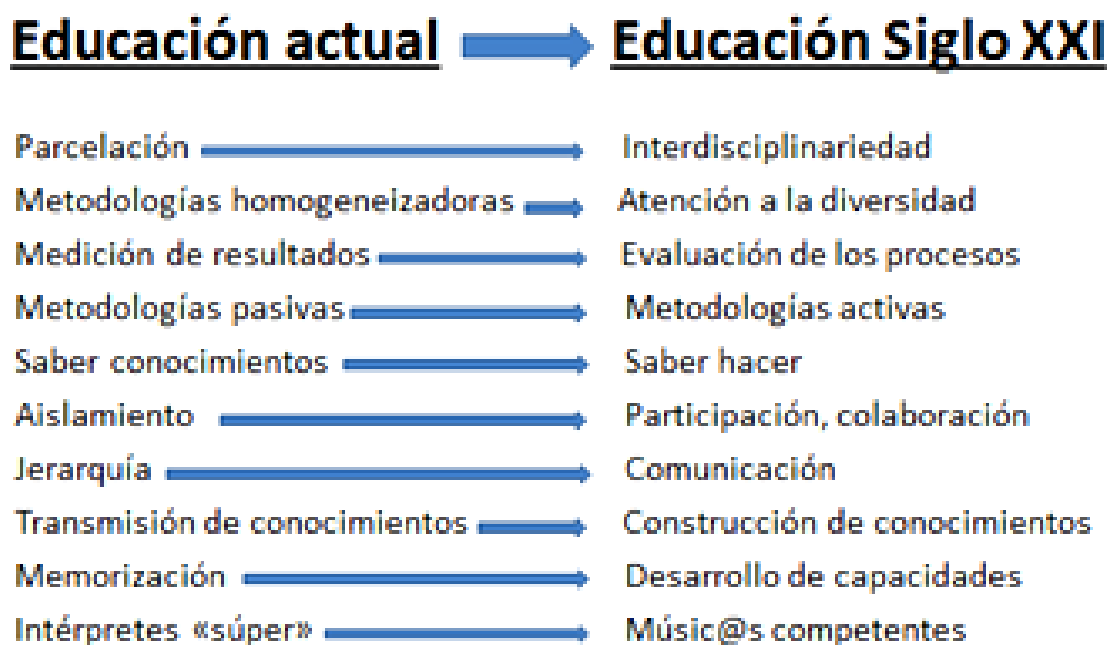 Educación actual Educación Siglo XXI
Parcelación Interdisciplinariedad
Metodologías homogeneizadoras Atención a la diversidad
Medición de resultados Evaluación de los procesos
Metodologías pasivas Metodologías activas
Saber conocimientos Saber hacer
Aislamiento Participación, colaboración
Jerarquía Comunicación
Transmisión de conocimientos Construcción de conocimientos
Memorización Desarrollo de capacidades
Intérpretes «súper» Músic@s competentes